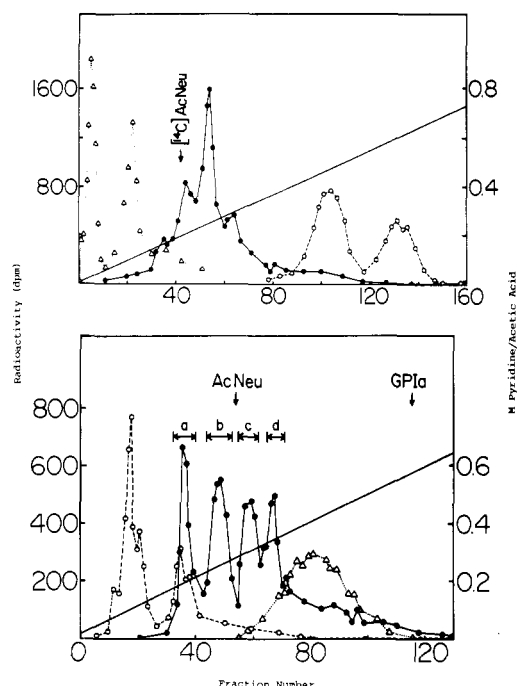 1600
800
[¹⁴C] AcNeu
0.8
0.4
0
0
40
80
120
160
Radioactivity (dpm)
M Pyridine/Acetic Acid
AcNeu
GPIa
a
b
c
d
800
600
400
200
0.6
0.4
0.2
0
40
80
120
Fraction Number